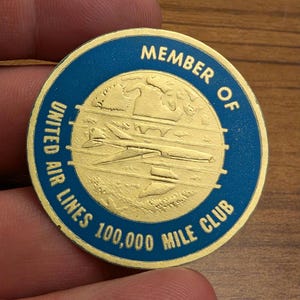 MEMBER OF
UNITED AIR LINES 100,000 MILE CLUB